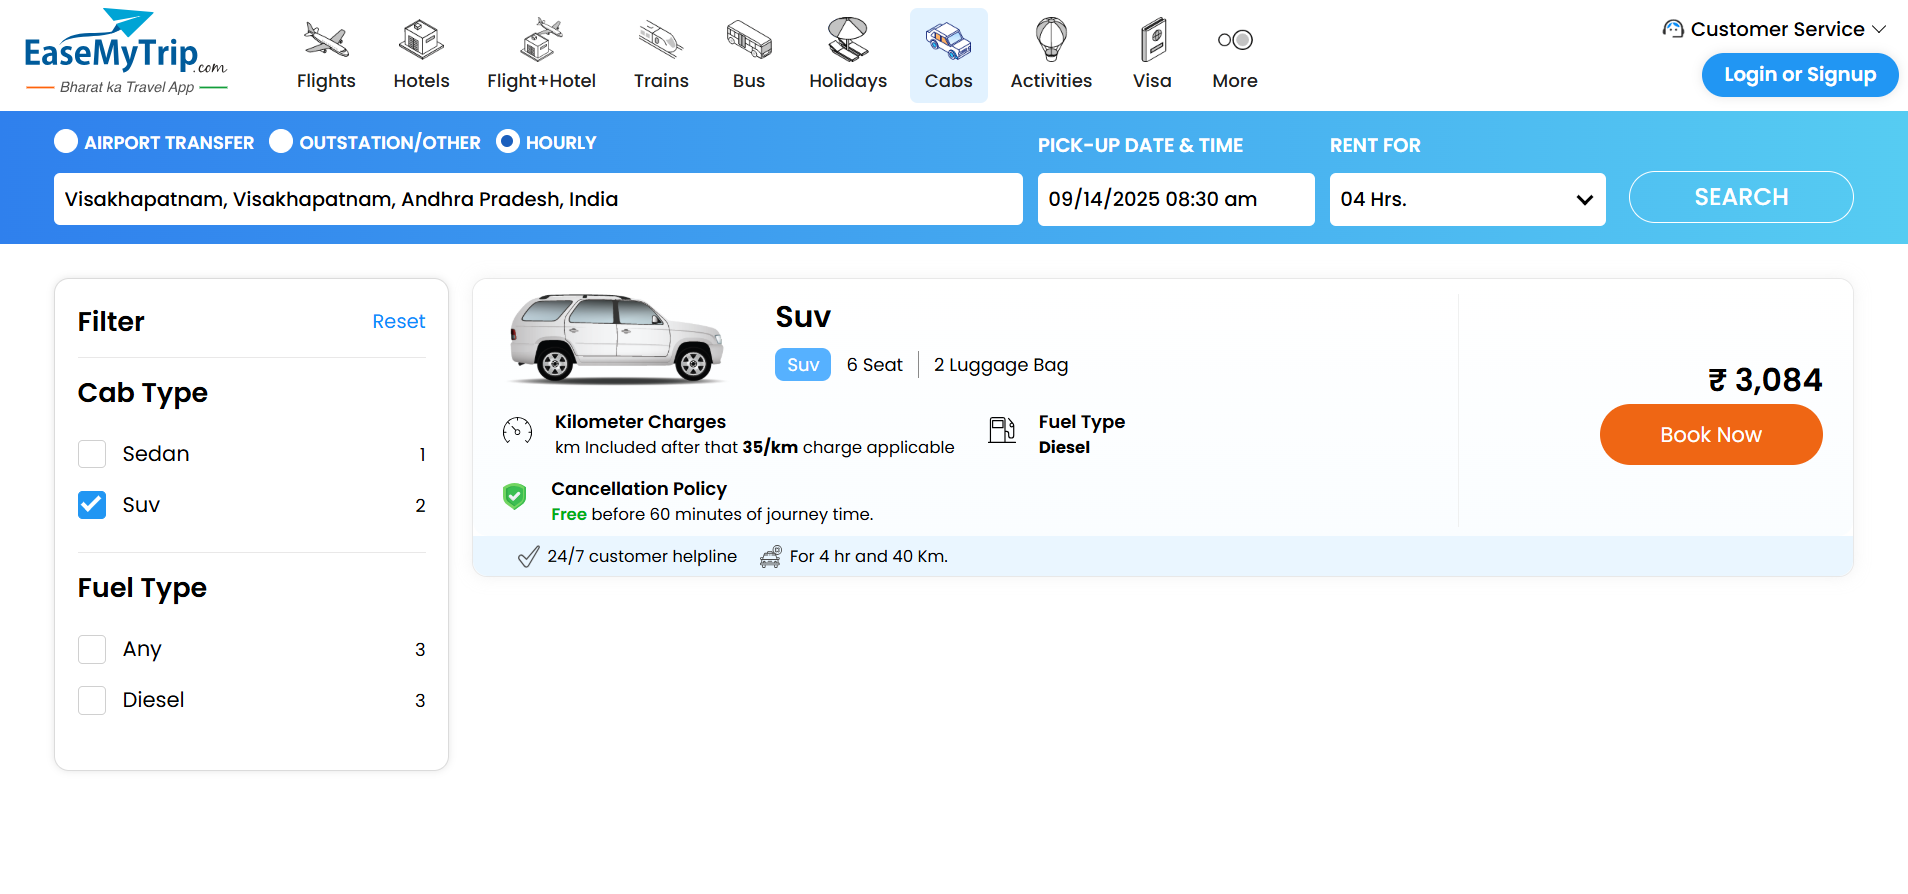 EaseMyTrip.com
Bharat ka Travel App
Flights
Hotels
Flight+Hotel
Trains
Bus
Holidays
Cabs
Activities
Visa
More
Customer Service
Login or Signup
AIRPORT TRANSFER
OUTSTATION/OTHER
HOURLY
PICK-UP DATE & TIME
RENT FOR
Visakhapatnam, Visakhapatnam, Andhra Pradesh, India
09/14/2025 08:30 am
04 Hrs.
SEARCH
Filter
Reset
Cab Type
Sedan 1
Suv 2
Fuel Type
Any 3
Diesel 3
Suv
Suv 6 Seat 2 Luggage Bag
Kilometer Charges
km Included after that 35/km charge applicable
Fuel Type
Diesel
Cancellation Policy
Free before 60 minutes of journey time.
24/7 customer helpline
For 4 hr and 40 Km.
₹ 3,084
Book Now